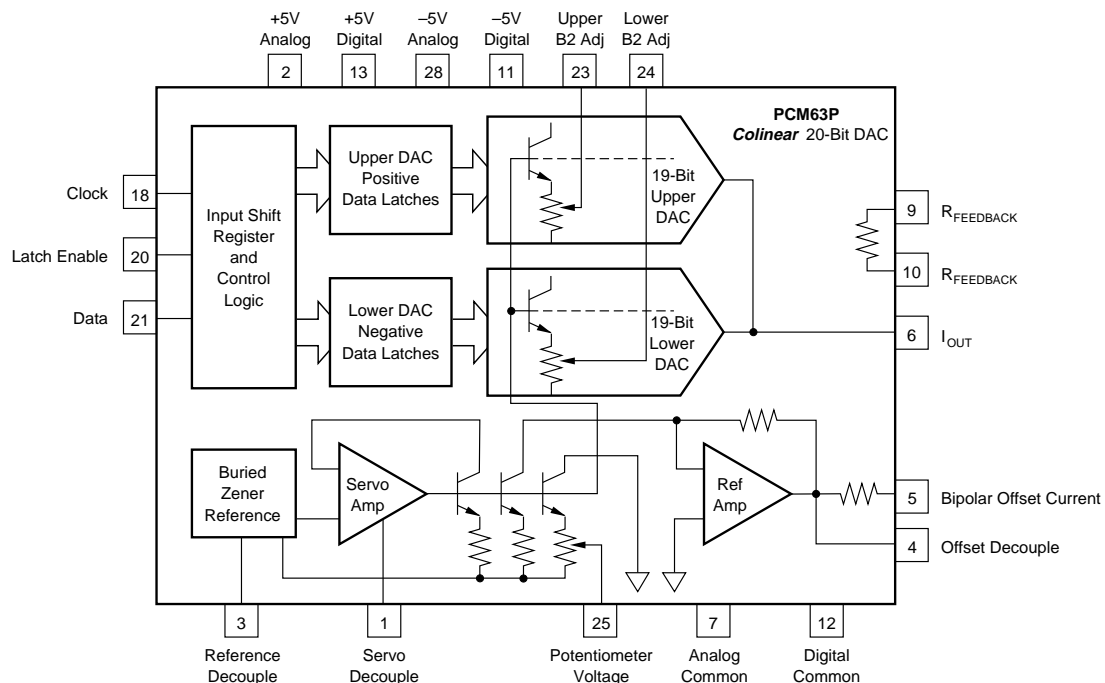 +5V
Analog
+5V
Digital
–5V
Analog
–5V
Digital
Upper
B2 Adj
Lower
B2 Adj
2
13
28
11
23
24
PCM63P
Colinear 20-Bit DAC
Clock
18
Latch Enable
20
Data
21
Input Shift
Register
and
Control
Logic
Upper DAC
Positive
Data Latches
19-Bit
Upper
DAC
Lower DAC
Negative
Data Latches
19-Bit
Lower
DAC
9
RFEEDBACK
10
RFEEDBACK
6
IOUT
Buried
Zener
Reference
Servo
Amp
Ref
Amp
5
Bipolar Offset Current
4
Offset Decouple
3
1
25
7
12
Reference
Decouple
Servo
Decouple
Potentiometer
Voltage
Analog
Common
Digital
Common